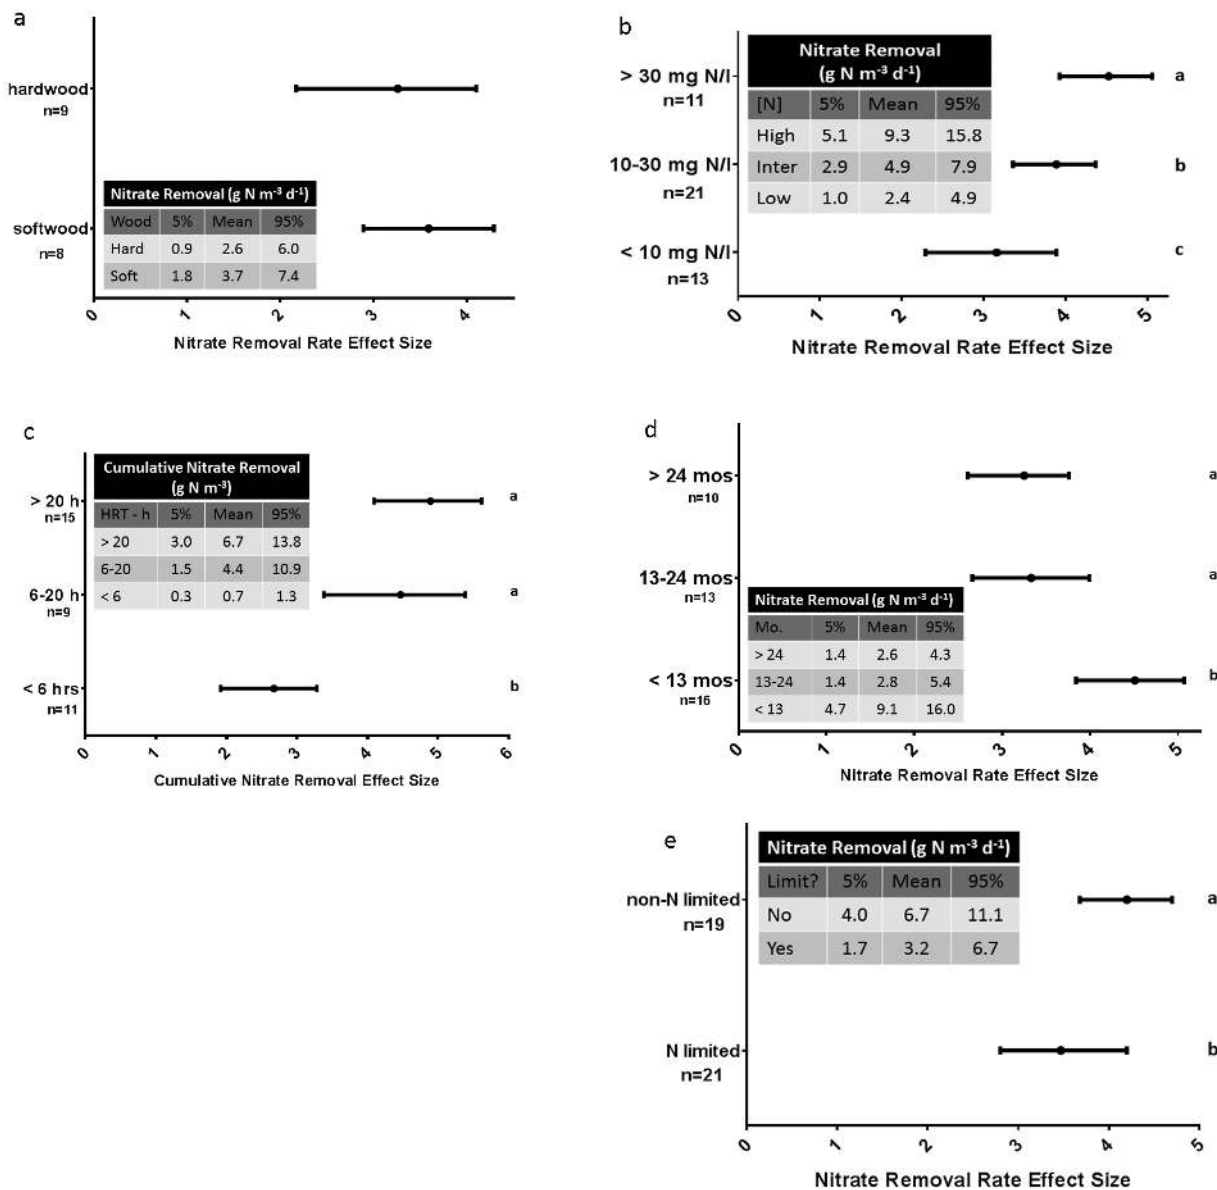 a
hardwood
n=9
softwood
n=8
Nitrate Removal (g N m⁻³ d⁻¹)
Wood 5% Mean 95%
Hard 0.9 2.6 6.0
Soft 1.8 3.7 7.4
0 1 2 3 4
Nitrate Removal Rate Effect Size
b
> 30 mg N/l
n=11
10-30 mg N/l
n=21
< 10 mg N/l
n=13
Nitrate Removal
(g N m⁻³ d⁻¹)
[N] 5% Mean 95%
High 5.1 9.3 15.8
Inter 2.9 4.9 7.9
Low 1.0 2.4 4.9
a
b
c
0 1 2 3 4 5
Nitrate Removal Rate Effect Size
c
> 20 h
n=15
6-20 h
n=9
< 6 hrs
n=11
Cumulative Nitrate Removal
(g N m⁻³)
HRT - h 5% Mean 95%
> 20 3.0 6.7 13.8
6-20 1.5 4.4 10.9
< 6 0.3 0.7 1.3
a
a
b
0 1 2 3 4 5 6
Cumulative Nitrate Removal Effect Size
d
> 24 mos
n=10
13-24 mos
n=13
< 13 mos
n=16
Nitrate Removal (g N m⁻³ d⁻¹)
Mo. 5% Mean 95%
> 24 1.4 2.6 4.3
13-24 1.4 2.8 5.4
< 13 4.7 9.1 16.0
a
a
b
0 1 2 3 4 5
Nitrate Removal Rate Effect Size
e
non-N limited
n=19
N limited
n=21
Nitrate Removal (g N m⁻³ d⁻¹)
Limit? 5% Mean 95%
No 4.0 6.7 11.1
Yes 1.7 3.2 6.7
a
b
0 1 2 3 4 5
Nitrate Removal Rate Effect Size